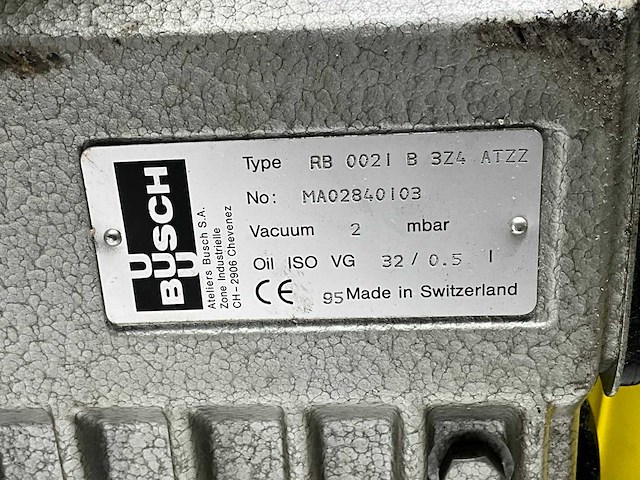 BUSCH
BUSCH
Ateliers Busch S.A.
Zone Industrielle
CH-2906 Chevenez
Type RB 0021 B 3Z4 ATZZ
No: MA02840103
Vacuum 2 mbar
Oil ISO VG 32 / 0.5 l
CE 95 Made in Switzerland